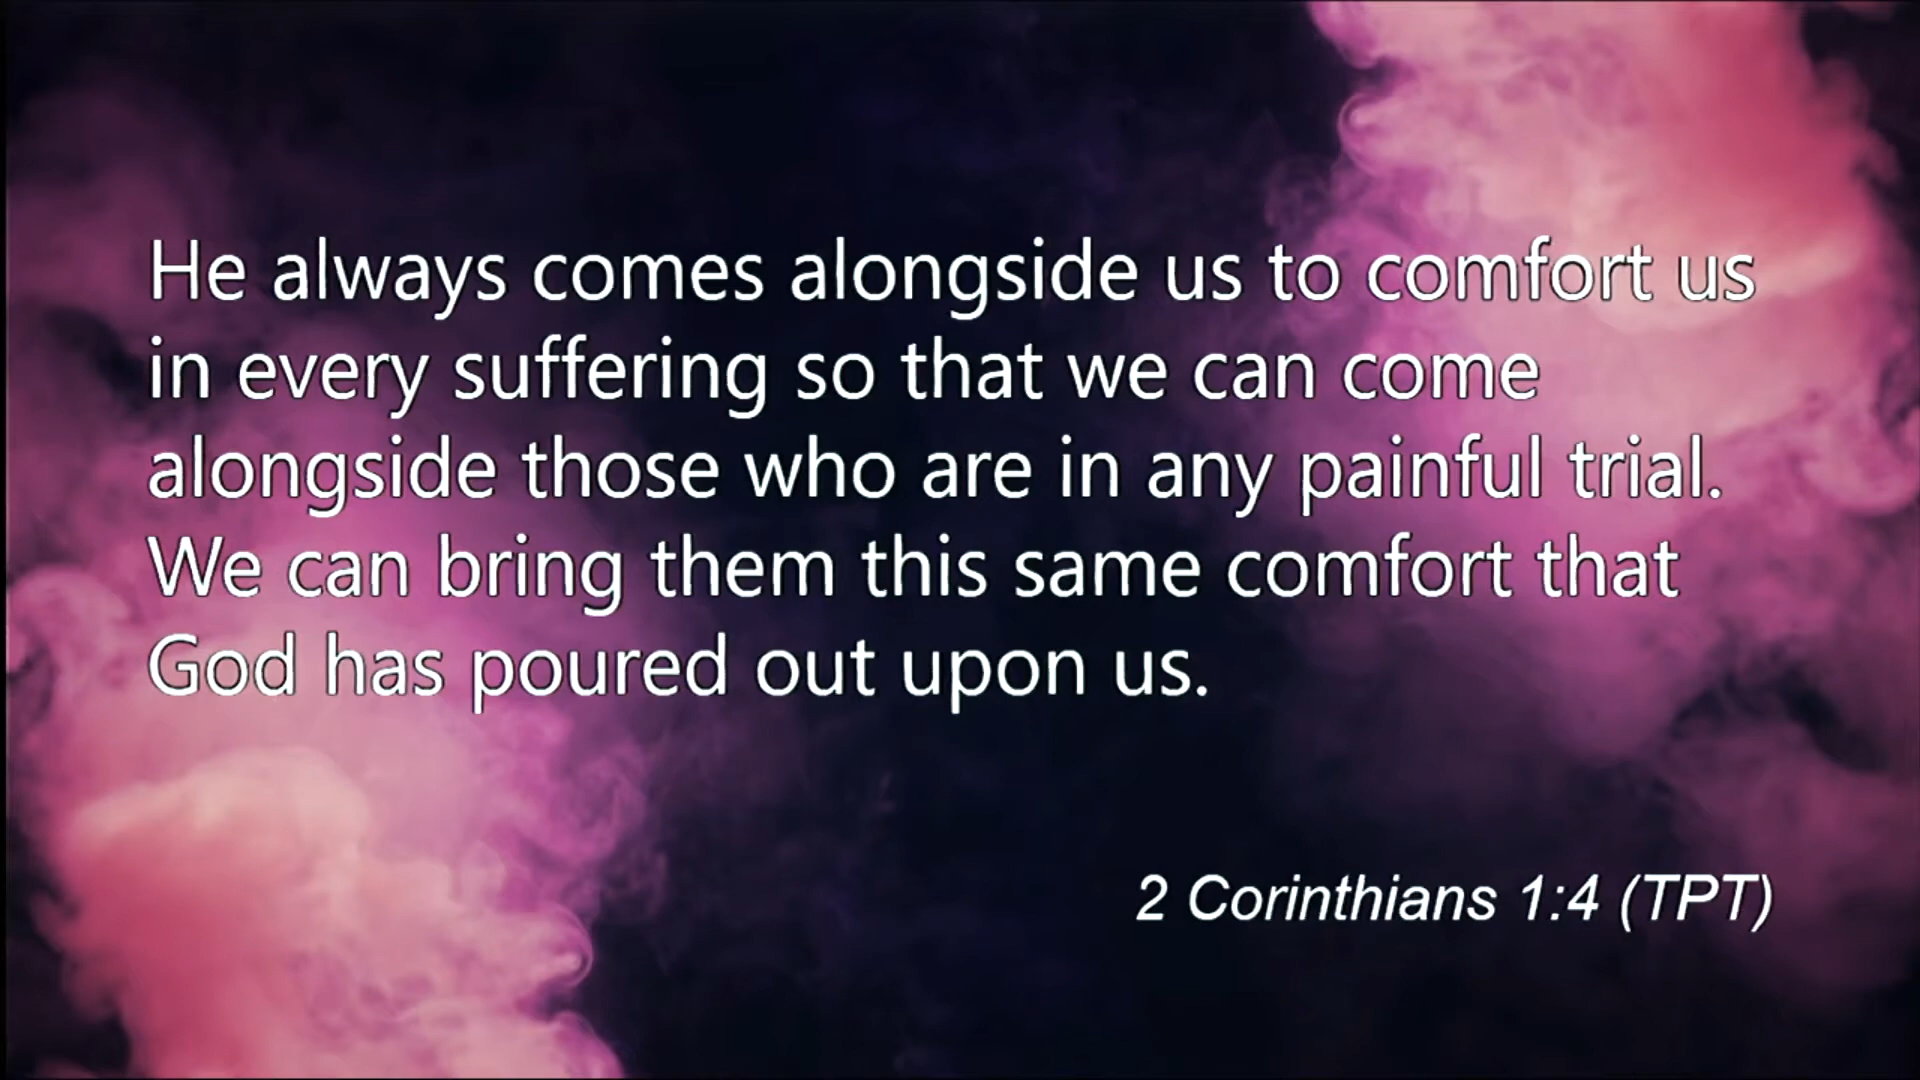 He always comes alongside us to comfort us
in every suffering so that we can come
alongside those who are in any painful trial.
We can bring them this same comfort that
God has poured out upon us.
2 Corinthians 1:4 (TPT)